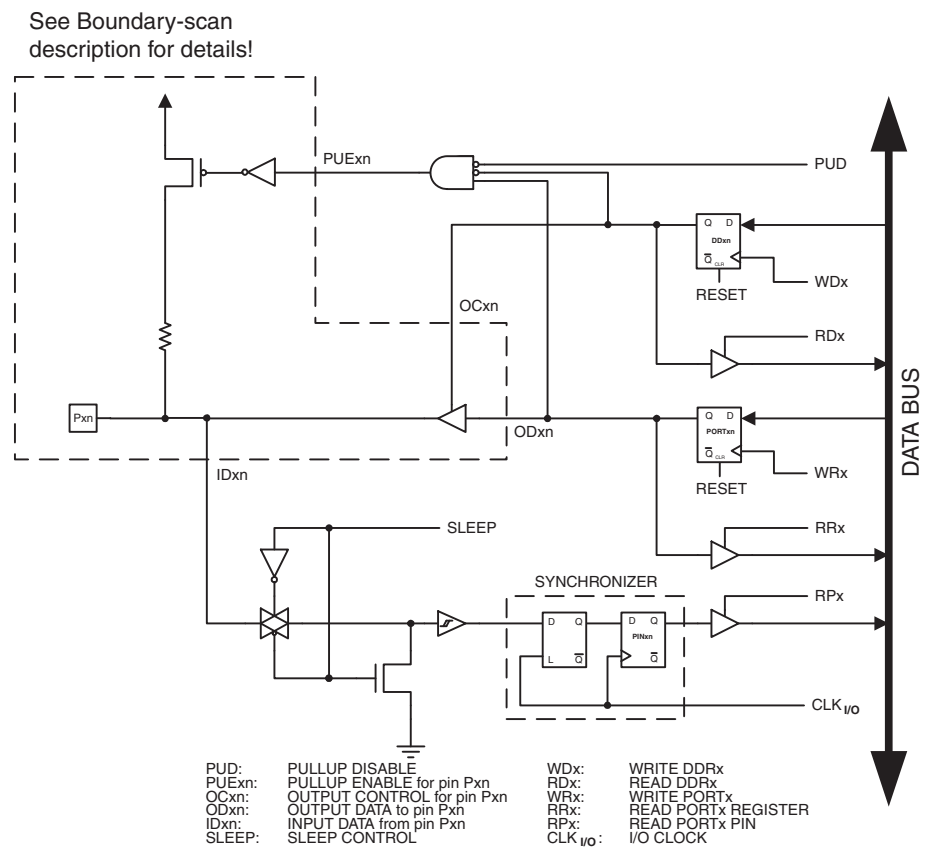 See Boundary-scan
description for details!
PUExn
PUD
Q D
DDxn
Q CLR
RESET
WDx
OCxn
RDx
Pxn
ODxn
Q D
PORTxn
Q CLR
RESET
WRx
IDxn
DATA BUS
SLEEP
RRx
SYNCHRONIZER
RPx
D Q
L Q
D Q
PINxn
Q
CLK I/O
PUD: PULLUP DISABLE
PUExn: PULLUP ENABLE for pin Pxn
OCxn: OUTPUT CONTROL for pin Pxn
ODxn: OUTPUT DATA to pin Pxn
IDxn: INPUT DATA from pin Pxn
SLEEP: SLEEP CONTROL
WDx: WRITE DDRx
RDx: READ DDRx
WRx: WRITE PORTx
RRx: READ PORTx REGISTER
RPx: READ PORTx PIN
CLK I/O: I/O CLOCK